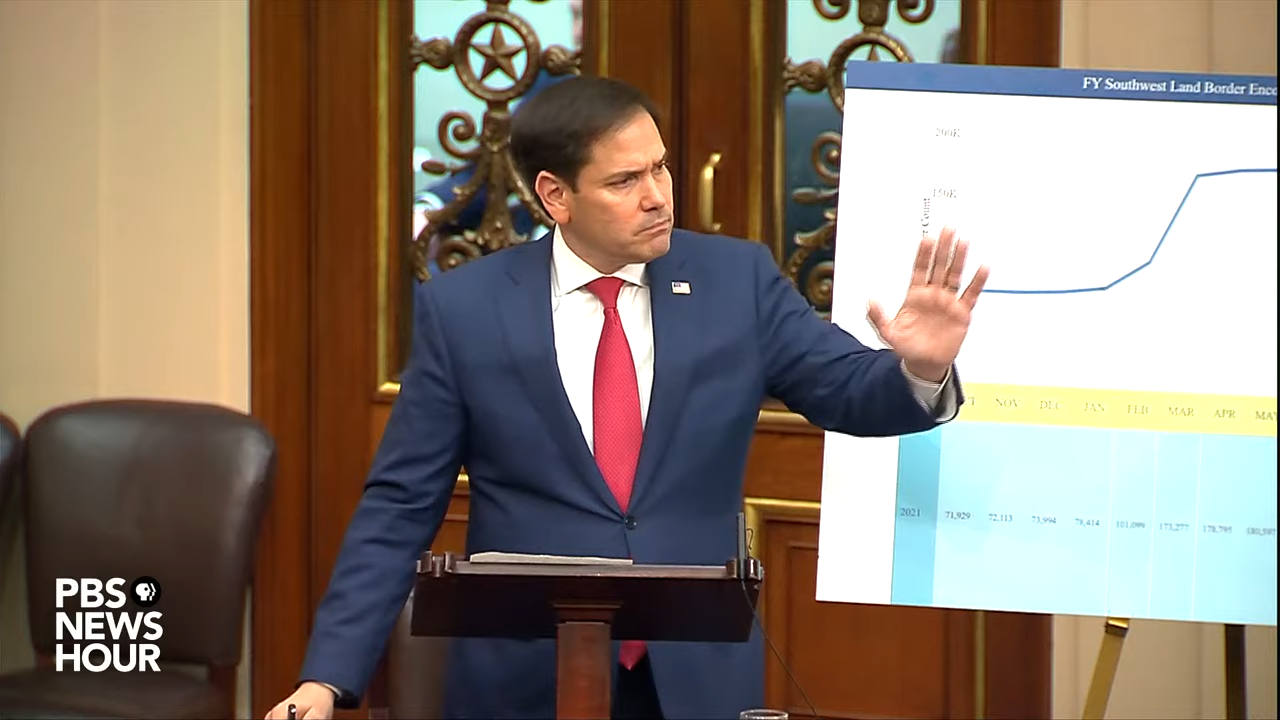 FY Southwest Land Border Enco
200K
150K
Count
NOV DEC JAN FEB MAR APR MAY
2021 71,929 72,113 73,994 78,414 101,099 173,277 178,795
PBS
NEWS
HOUR